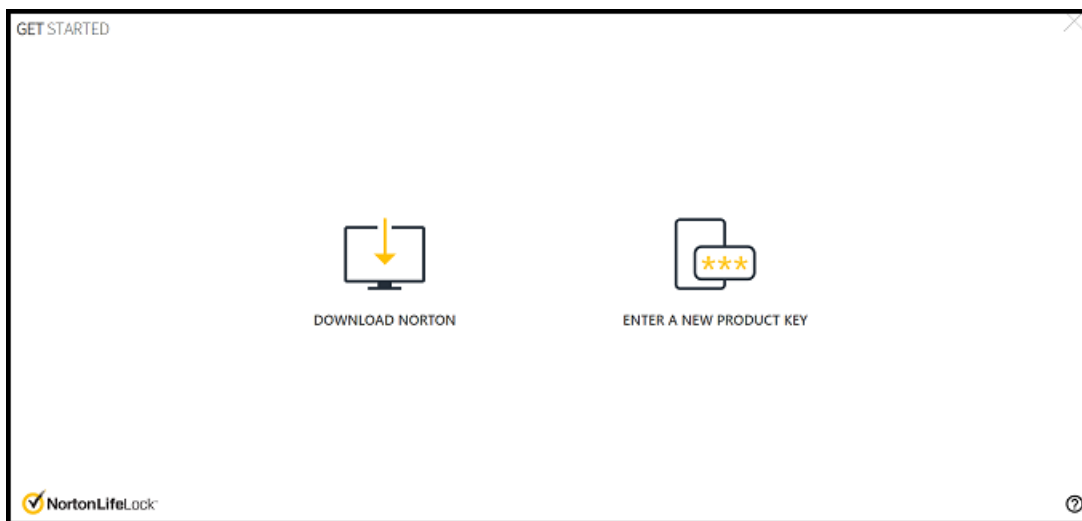 GET STARTED
DOWNLOAD NORTON
ENTER A NEW PRODUCT KEY
***
NortonLifeLock